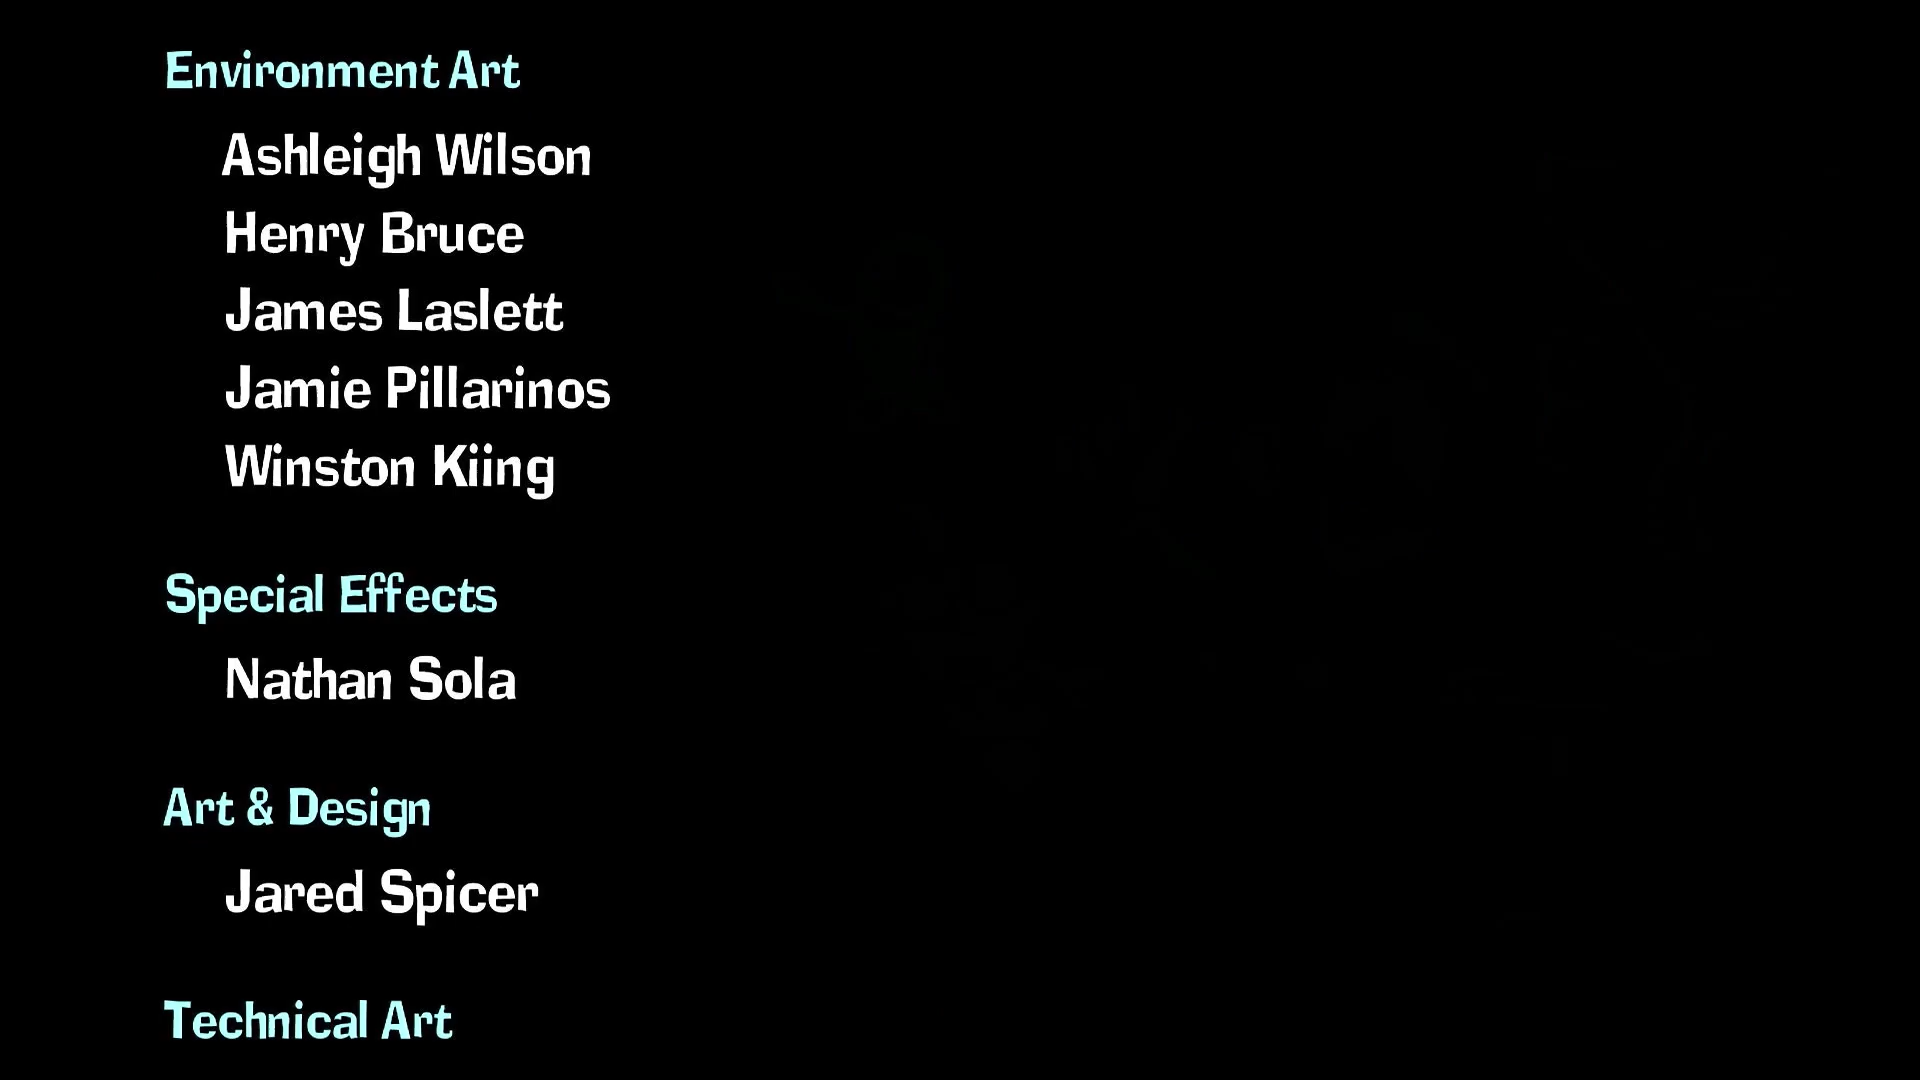 Environment Art
Ashleigh Wilson
Henry Bruce
James Laslett
Jamie Pillarinos
Winston Kiing
Special Effects
Nathan Sola
Art & Design
Jared Spicer
Technical Art